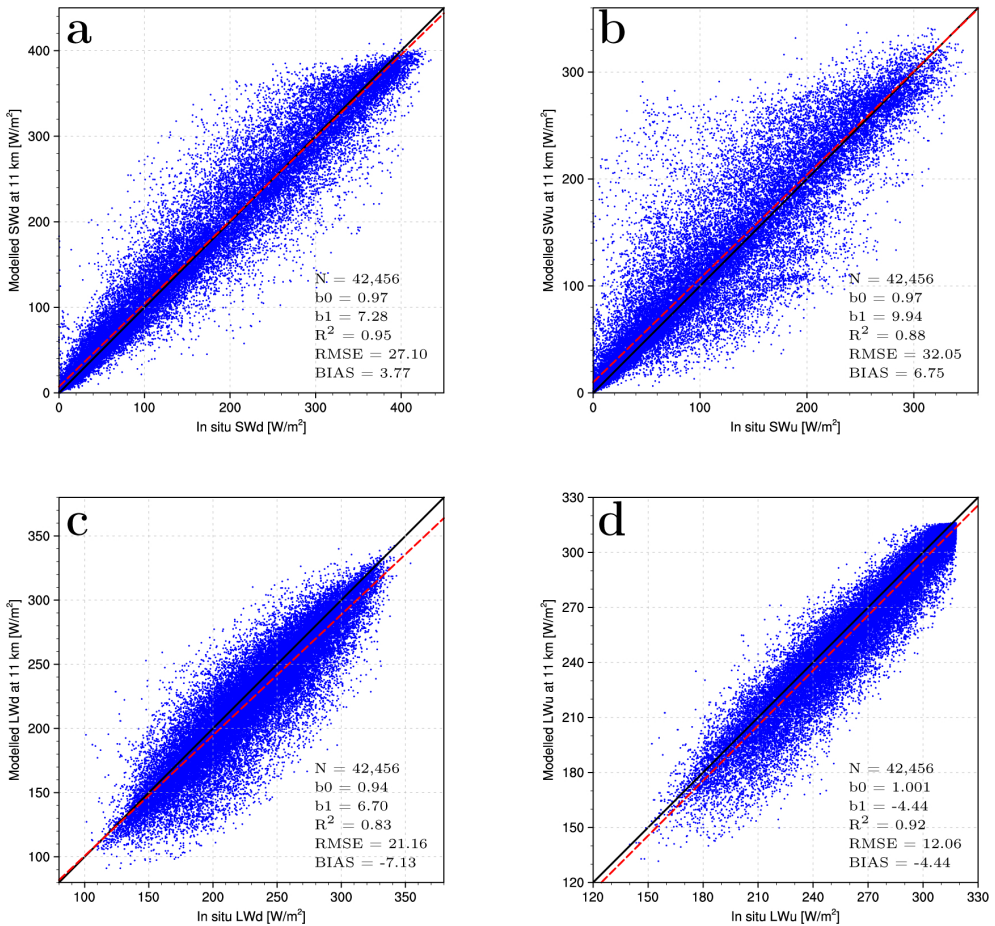 a
400
300
200
100
0
Modelled SWd at 11 km [W/m²]
N = 42,456
b0 = 0.97
b1 = 7.28
R² = 0.95
RMSE = 27.10
BIAS = 3.77
0 100 200 300 400
In situ SWd [W/m²]
b
300
200
100
0
Modelled SWu at 11 km [W/m²]
N = 42,456
b0 = 0.97
b1 = 9.94
R² = 0.88
RMSE = 32.05
BIAS = 6.75
0 100 200 300
In situ SWu [W/m²]
c
350
300
250
200
150
100
Modelled LWd at 11 km [W/m²]
N = 42,456
b0 = 0.94
b1 = 6.70
R² = 0.83
RMSE = 21.16
BIAS = -7.13
100 150 200 250 300 350
In situ LWd [W/m²]
d
330
300
270
240
210
180
150
120
Modelled LWu at 11 km [W/m²]
N = 42,456
b0 = 1.001
b1 = -4.44
R² = 0.92
RMSE = 12.06
BIAS = -4.44
120 150 180 210 240 270 300 330
In situ LWu [W/m²]